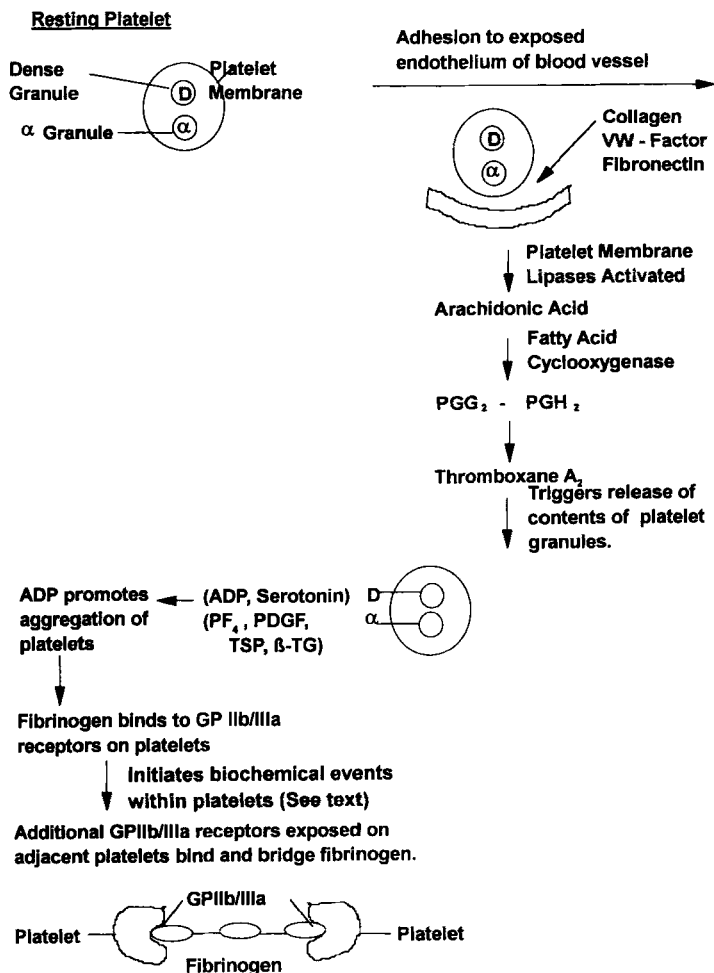 Resting Platelet
Dense
Granule
Platelet
Membrane
D
α
α Granule
Adhesion to exposed
endothelium of blood vessel
D
α
Collagen
VW - Factor
Fibronectin
Platelet Membrane
Lipases Activated
Arachidonic Acid
Fatty Acid
Cyclooxygenase
PGG₂ - PGH₂
Thromboxane A₂
Triggers release of
contents of platelet
granules.
ADP promotes
aggregation of
platelets
(ADP, Serotonin) D
(PF₄, PDGF, α
TSP, ß-TG)
Fibrinogen binds to GP IIb/IIIa
receptors on platelets
Initiates biochemical events
within platelets (See text)
Additional GPIIb/IIIa receptors exposed on
adjacent platelets bind and bridge fibrinogen.
GPIIb/IIIa
Platelet
Platelet
Fibrinogen